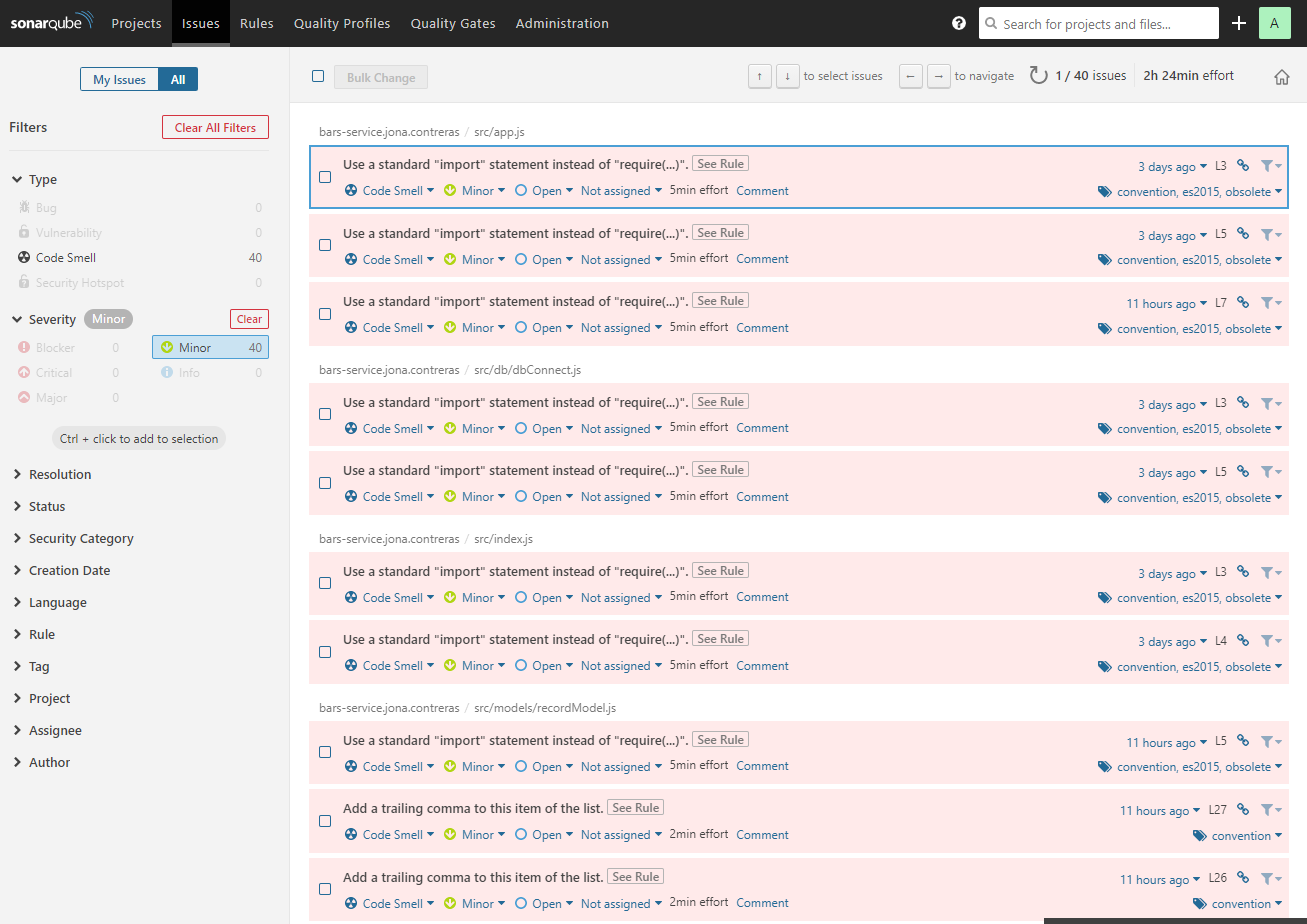 sonarqube Projects Issues Rules Quality Profiles Quality Gates Administration ? Search for projects and files... A
My Issues All
Bulk Change ↑ ↓ to select issues ← → to navigate 1 / 40 issues 2h 24min effort
Filters Clear All Filters
Type
Bug 0
Vulnerability 0
Code Smell 40
Security Hotspot 0
Severity Minor Clear
Blocker 0 Minor 40
Critical 0 Info 0
Major 0
Ctrl + click to add to selection
Resolution
Status
Security Category
Creation Date
Language
Rule
Tag
Project
Assignee
Author
bars-service.jona.contreras / src/app.js
Use a standard "import" statement instead of "require(...)". See Rule 3 days ago L3
Code Smell Minor Open Not assigned 5min effort Comment convention, es2015, obsolete
Use a standard "import" statement instead of "require(...)". See Rule 3 days ago L5
Code Smell Minor Open Not assigned 5min effort Comment convention, es2015, obsolete
Use a standard "import" statement instead of "require(...)". See Rule 11 hours ago L7
Code Smell Minor Open Not assigned 5min effort Comment convention, es2015, obsolete
bars-service.jona.contreras / src/db/dbConnect.js
Use a standard "import" statement instead of "require(...)". See Rule 3 days ago L3
Code Smell Minor Open Not assigned 5min effort Comment convention, es2015, obsolete
Use a standard "import" statement instead of "require(...)". See Rule 3 days ago L5
Code Smell Minor Open Not assigned 5min effort Comment convention, es2015, obsolete
bars-service.jona.contreras / src/index.js
Use a standard "import" statement instead of "require(...)". See Rule 3 days ago L3
Code Smell Minor Open Not assigned 5min effort Comment convention, es2015, obsolete
Use a standard "import" statement instead of "require(...)". See Rule 3 days ago L4
Code Smell Minor Open Not assigned 5min effort Comment convention, es2015, obsolete
bars-service.jona.contreras / src/models/recordModel.js
Use a standard "import" statement instead of "require(...)". See Rule 11 hours ago L5
Code Smell Minor Open Not assigned 5min effort Comment convention, es2015, obsolete
Add a trailing comma to this item of the list. See Rule 11 hours ago L27
Code Smell Minor Open Not assigned 2min effort Comment convention
Add a trailing comma to this item of the list. See Rule 11 hours ago L26
Code Smell Minor Open Not assigned 2min effort Comment convention